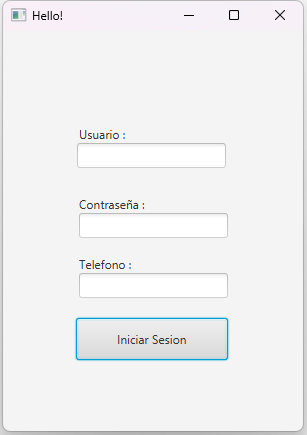 Hello!
Usuario :
Contraseña :
Telefono :
Iniciar Sesion